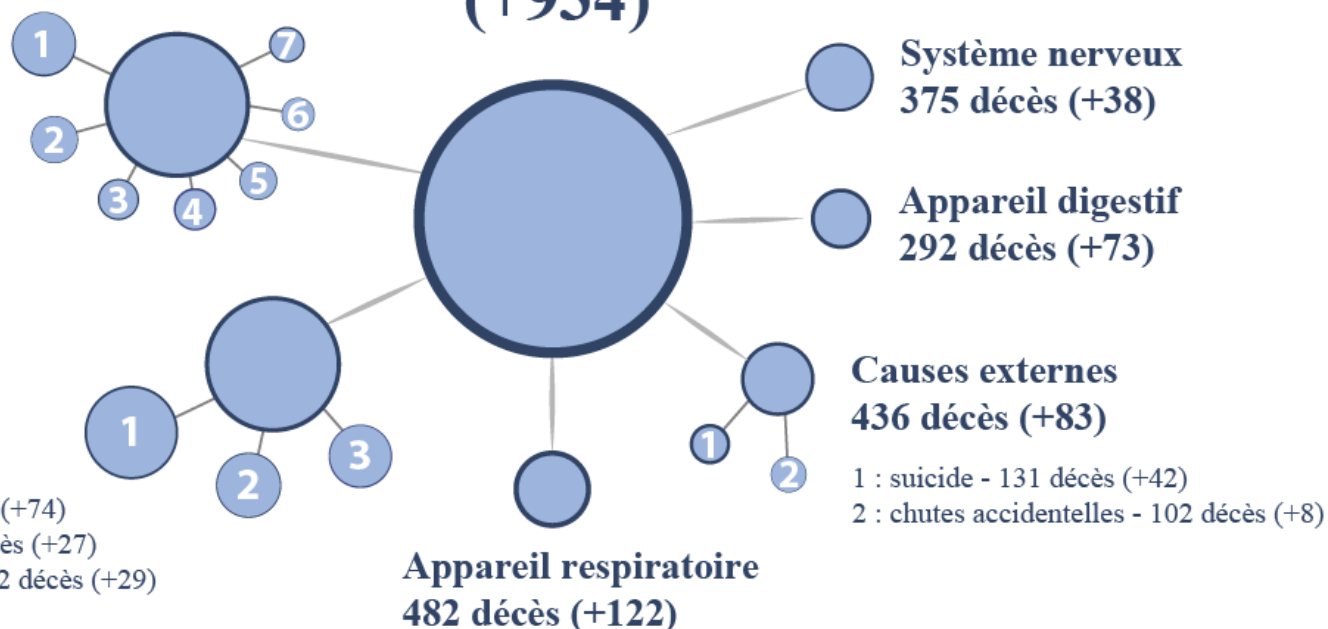 (+934)
1
2
3
4
5
6
7
Système nerveux
375 décès (+38)
Appareil digestif
292 décès (+73)
Causes externes
436 décès (+83)
1
2
1 : suicide - 131 décès (+42)
2 : chutes accidentelles - 102 décès (+8)
1
2
3
(+74)
ès (+27)
2 décès (+29)
Appareil respiratoire
482 décès (+122)